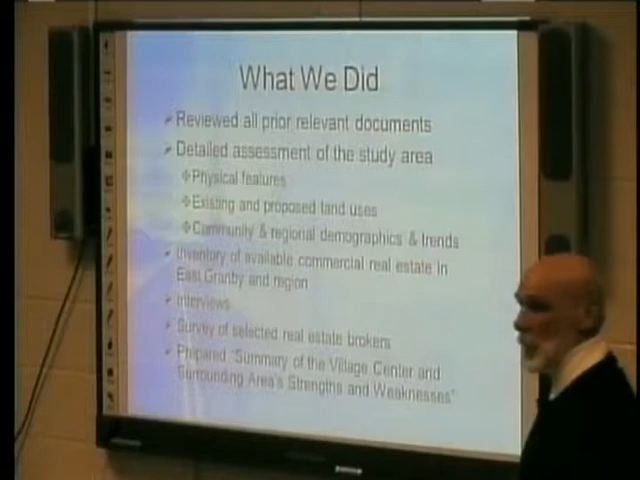 What We Did
Reviewed all prior relevant documents
Detailed assessment of the study area
Physical features
Existing and proposed land uses
Community & regional demographics & trends
Inventory of available commercial real estate in
East Granby and region
Interviews
Survey of selected real estate brokers
Prepared "Summary of the Village Center and
Surrounding Area's Strengths and Weaknesses"